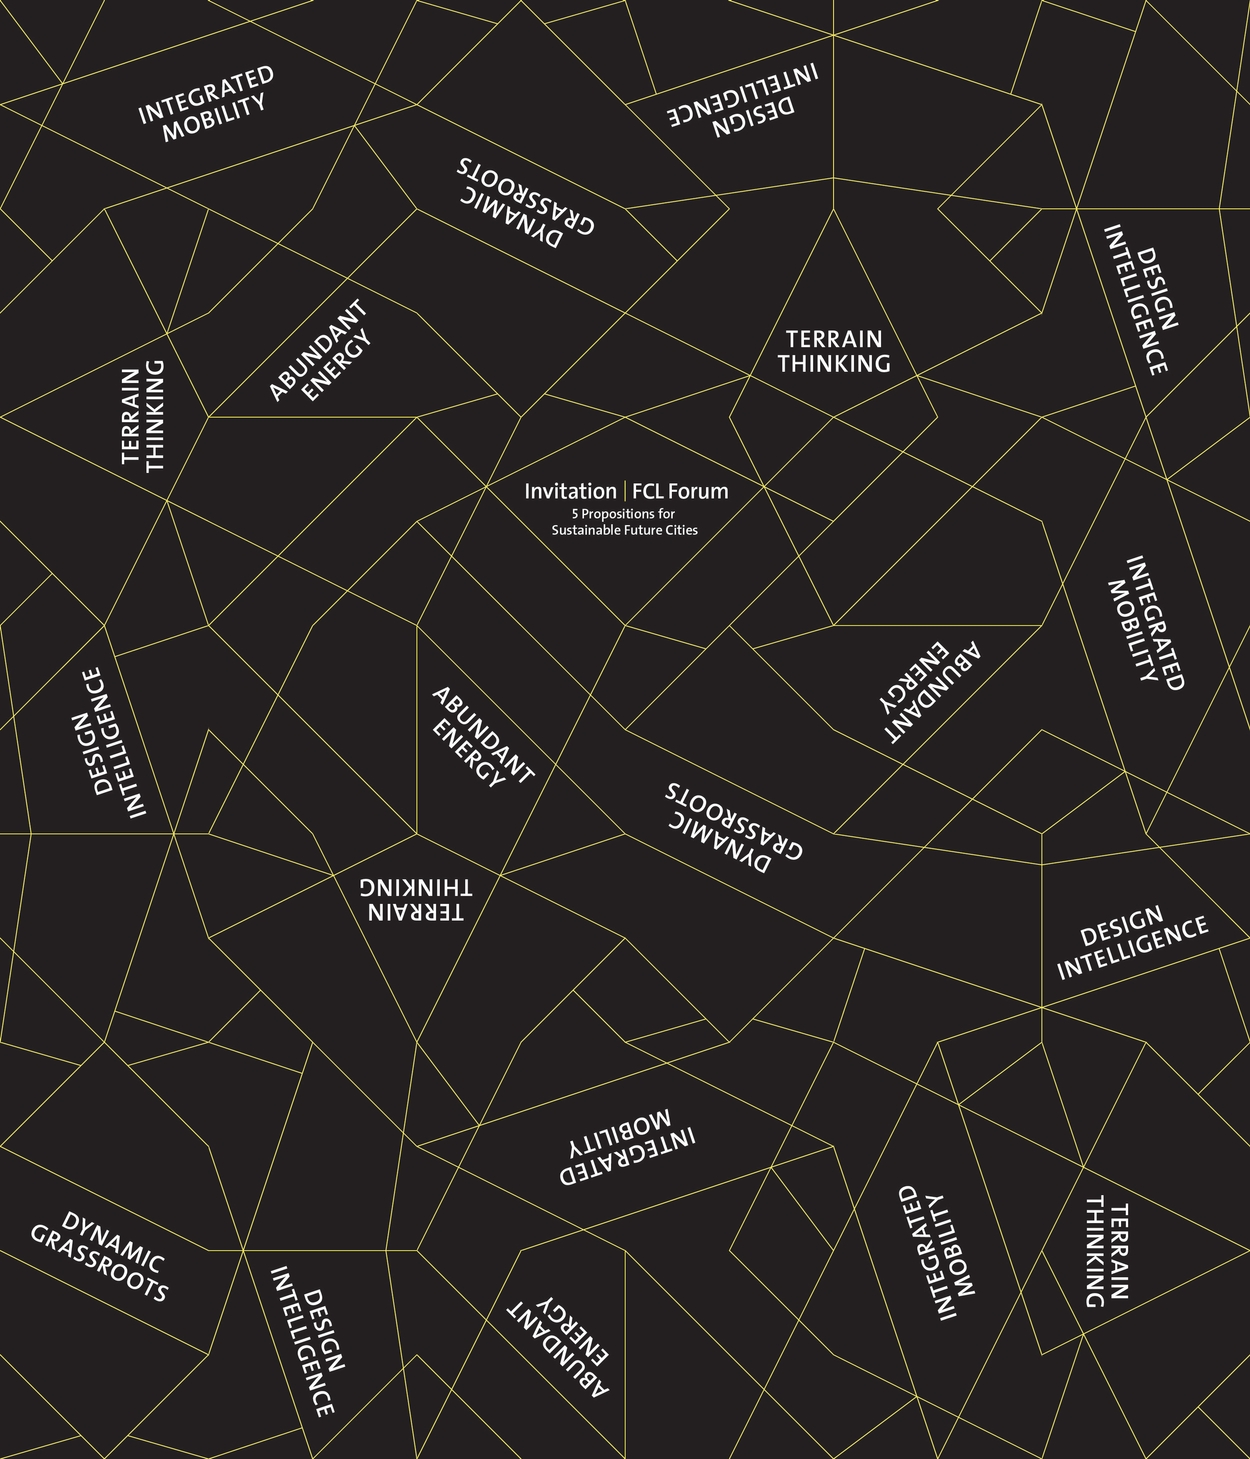 INTEGRATED
MOBILITY
DESIGN
INTELLIGENCE
DYNAMIC
GRASSROOTS
DESIGN
INTELLIGENCE
ABUNDANT
ENERGY
TERRAIN
THINKING
TERRAIN
THINKING
Invitation | FCL Forum
5 Propositions for
Sustainable Future Cities
INTEGRATED
MOBILITY
ABUNDANT
ENERGY
DESIGN
INTELLIGENCE
ABUNDANT
ENERGY
DYNAMIC
GRASSROOTS
TERRAIN
THINKING
DESIGN
INTELLIGENCE
INTEGRATED
MOBILITY
DYNAMIC
GRASSROOTS
INTEGRATED
MOBILITY
TERRAIN
THINKING
DESIGN
INTELLIGENCE
ABUNDANT
ENERGY